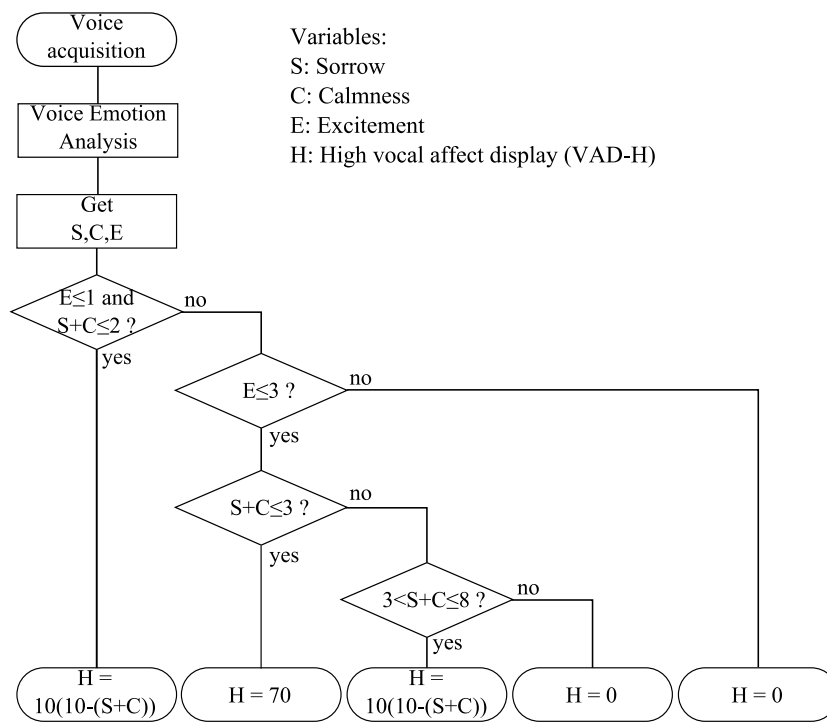 Voice
acquisition
Variables:
S: Sorrow
C: Calmness
E: Excitement
H: High vocal affect display (VAD-H)
Voice Emotion
Analysis
Get
S,C,E
E≤1 and
S+C≤2 ?
no
yes
E≤3 ?
no
yes
S+C≤3 ?
no
yes
3<S+C≤8 ?
no
yes
H =
10(10-(S+C))
H = 70
H =
10(10-(S+C))
H = 0
H = 0